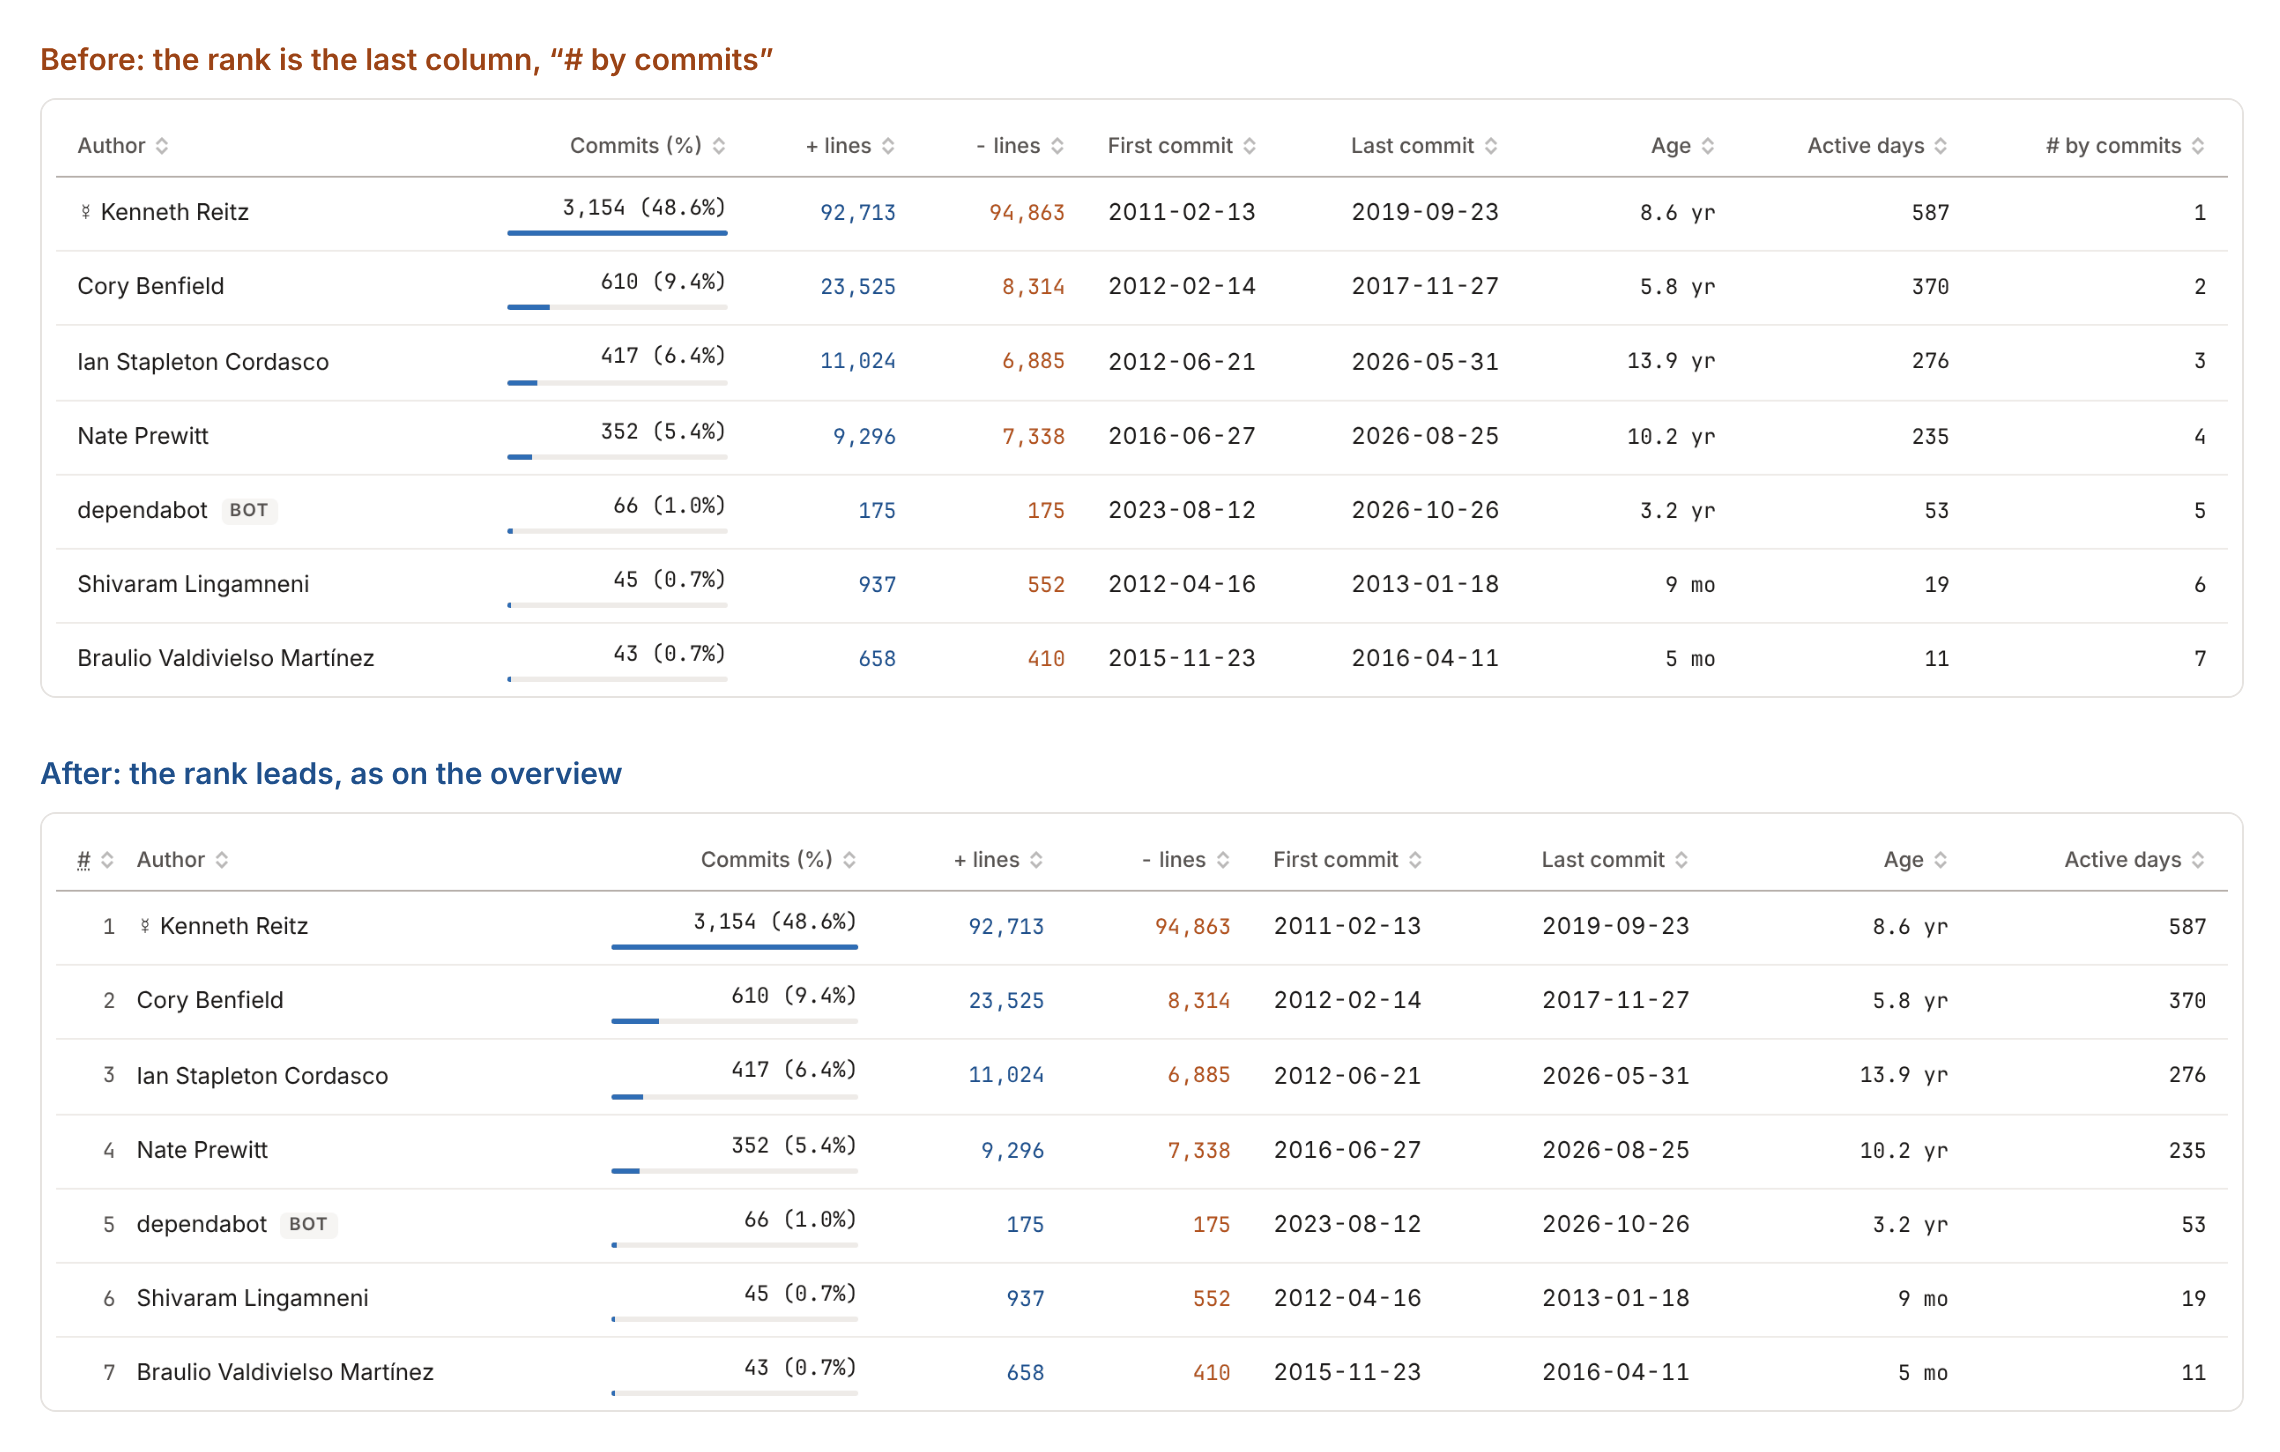 Before: the rank is the last column, “# by commits”
Author Commits (%) + lines - lines First commit Last commit Age Active days # by commits
☿ Kenneth Reitz 3,154 (48.6%) 92,713 94,863 2011-02-13 2019-09-23 8.6 yr 587 1
Cory Benfield 610 (9.4%) 23,525 8,314 2012-02-14 2017-11-27 5.8 yr 370 2
Ian Stapleton Cordasco 417 (6.4%) 11,024 6,885 2012-06-21 2026-05-31 13.9 yr 276 3
Nate Prewitt 352 (5.4%) 9,296 7,338 2016-06-27 2026-08-25 10.2 yr 235 4
dependabot BOT 66 (1.0%) 175 175 2023-08-12 2026-10-26 3.2 yr 53 5
Shivaram Lingamneni 45 (0.7%) 937 552 2012-04-16 2013-01-18 9 mo 19 6
Braulio Valdivielso Martínez 43 (0.7%) 658 410 2015-11-23 2016-04-11 5 mo 11 7
After: the rank leads, as on the overview
# Author Commits (%) + lines - lines First commit Last commit Age Active days
1 ☿ Kenneth Reitz 3,154 (48.6%) 92,713 94,863 2011-02-13 2019-09-23 8.6 yr 587
2 Cory Benfield 610 (9.4%) 23,525 8,314 2012-02-14 2017-11-27 5.8 yr 370
3 Ian Stapleton Cordasco 417 (6.4%) 11,024 6,885 2012-06-21 2026-05-31 13.9 yr 276
4 Nate Prewitt 352 (5.4%) 9,296 7,338 2016-06-27 2026-08-25 10.2 yr 235
5 dependabot BOT 66 (1.0%) 175 175 2023-08-12 2026-10-26 3.2 yr 53
6 Shivaram Lingamneni 45 (0.7%) 937 552 2012-04-16 2013-01-18 9 mo 19
7 Braulio Valdivielso Martínez 43 (0.7%) 658 410 2015-11-23 2016-04-11 5 mo 11